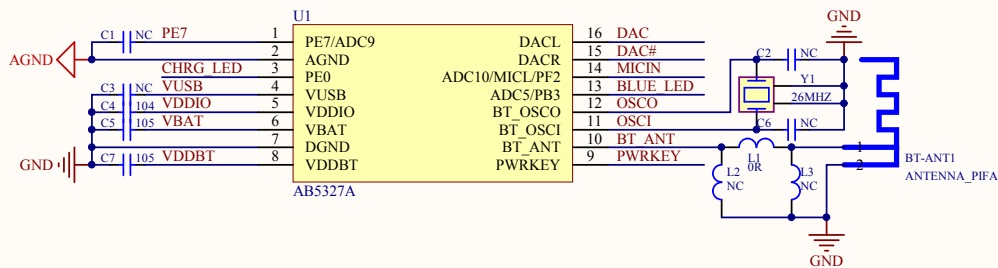 U1
GND
C1 NC PE7 1 PE7/ADC9 DACL 16 DAC
C2 NC
AGND 2 AGND DACR 15 DAC#
CHRG_LED 3 PE0 ADC10/MICL/PF2 14 MICIN
Y1
C3 NC VUSB 4 VUSB ADC5/PB3 13 BLUE_LED
26MHZ
C4 104 VDDIO 5 VDDIO BT_OSCO 12 OSCO
C5 105 VBAT 6 VBAT BT_OSCI 11 OSCI C6 NC
7 DGND BT_ANT 10 BT_ANT 1
GND C7 105 VDDBT 8 VDDBT PWRKEY 9 PWRKEY L1 0R 2 BT-ANT1
L2 NC L3 NC ANTENNA_PIFA
AB5327A
GND